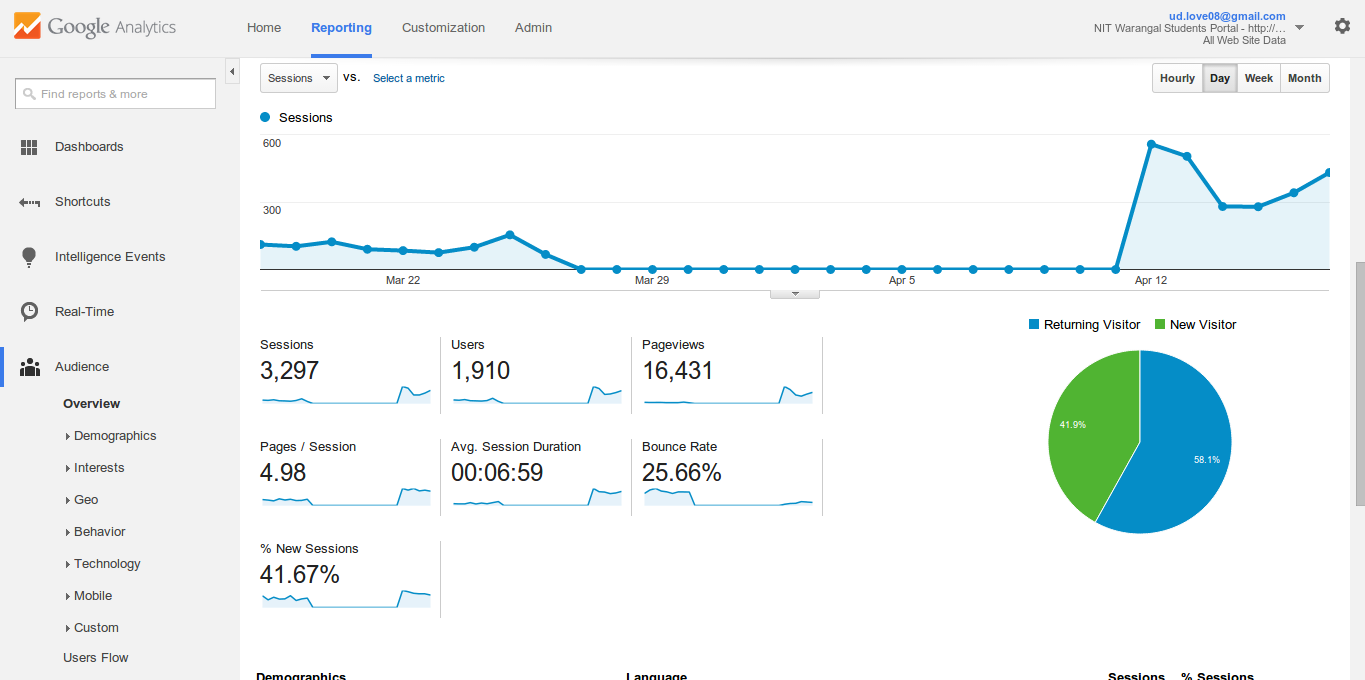 Google Analytics
Home Reporting Customization Admin
ud.love08@gmail.com
NIT Warangal Students Portal - http://…
All Web Site Data
Find reports & more
Dashboards
Shortcuts
Intelligence Events
Real-Time
Audience
Overview
Demographics
Interests
Geo
Behavior
Technology
Mobile
Custom
Users Flow
Sessions VS. Select a metric
Hourly Day Week Month
Sessions
600
300
Mar 22 Mar 29 Apr 5 Apr 12
Returning Visitor New Visitor
41.9%
58.1%
Sessions Users Pageviews
3,297 1,910 16,431
Pages / Session Avg. Session Duration Bounce Rate
4.98 00:06:59 25.66%
% New Sessions
41.67%
Demographics Language Sessions % Sessions